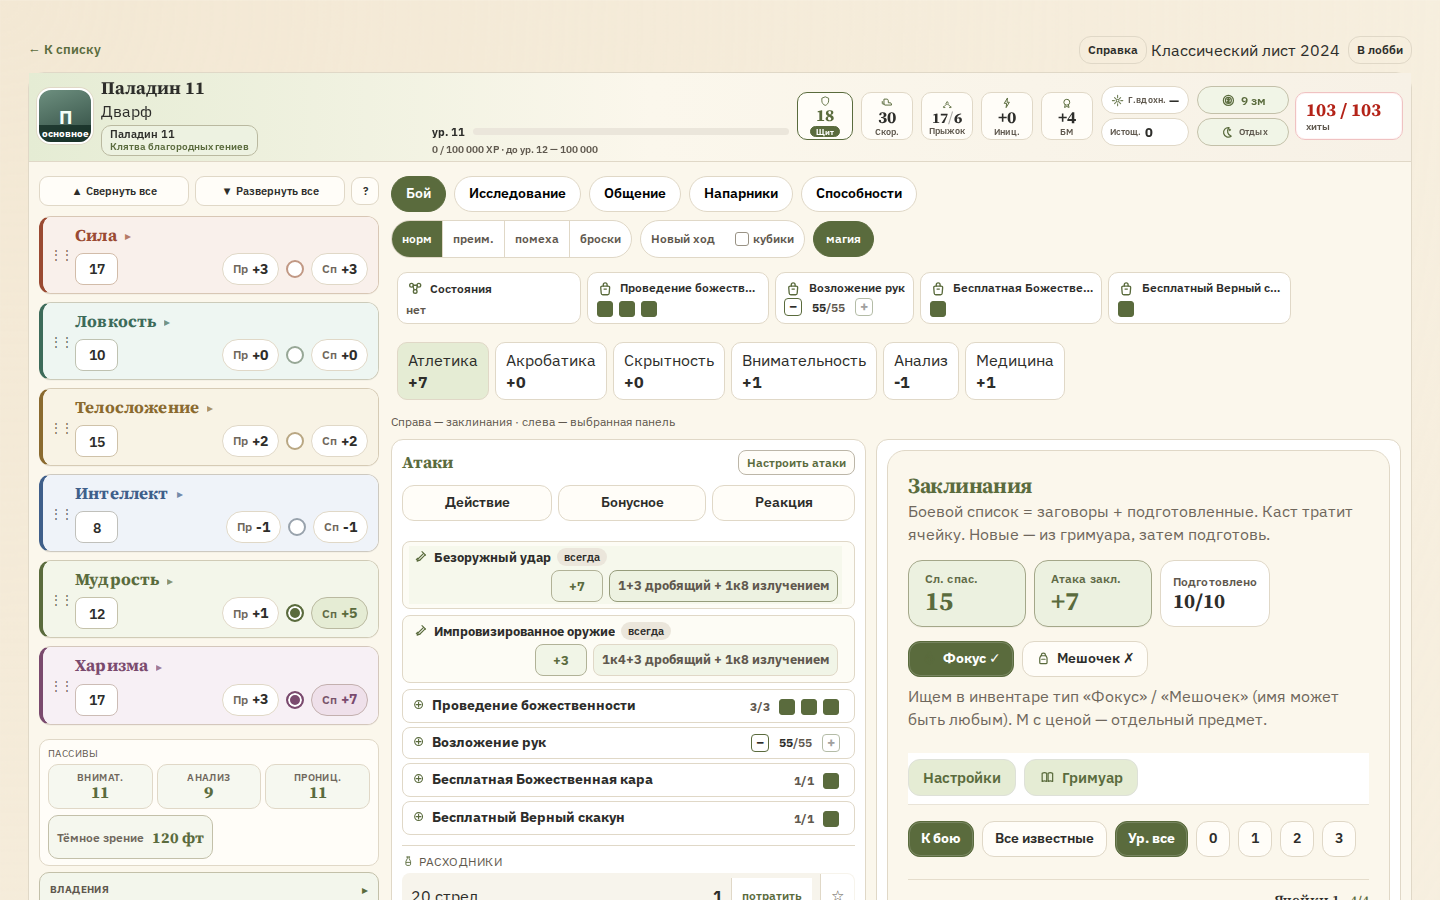 ← К списку
Справка
Классический лист 2024
В лобби
П
основное
Паладин 11
Дварф
Паладин 11
Клятва благородных гениев
ур. 11
0 / 100 000 XP · до ур. 12 — 100 000
18
Щит
30
Скор.
17/6
Прыжок
+0
Иниц.
+4
БМ
Г.вдохн. —
Истощ. 0
9 зм
Отдых
103 / 103
хиты
▲ Свернуть все
▼ Развернуть все
?
Сила ▸
17
Пр +3
Сп +3
Ловкость ▸
10
Пр +0
Сп +0
Телосложение ▸
15
Пр +2
Сп +2
Интеллект ▸
8
Пр -1
Сп -1
Мудрость ▸
12
Пр +1
Сп +5
Харизма ▸
17
Пр +3
Сп +7
ПАССИВЫ
ВНИМАТ.
11
АНАЛИЗ
9
ПРОНИЦ.
11
Тёмное зрение 120 фт
ВЛАДЕНИЯ ▸
Бой
Исследование
Общение
Напарники
Способности
норм
преим.
помеха
броски
Новый ход
кубики
магия
Состояния
нет
Проведение божеств...
Возложение рук
− 55/55 +
Бесплатная Божестве...
Бесплатный Верный с...
Атлетика
+7
Акробатика
+0
Скрытность
+0
Внимательность
+1
Анализ
-1
Медицина
+1
Справа — заклинания · слева — выбранная панель
Атаки
Настроить атаки
Действие
Бонусное
Реакция
Безоружный удар всегда
+7
1+3 дробящий + 1к8 излучением
Импровизированное оружие всегда
+3
1к4+3 дробящий + 1к8 излучением
Проведение божественности 3/3
Возложение рук − 55/55 +
Бесплатная Божественная кара 1/1
Бесплатный Верный скакун 1/1
РАСХОДНИКИ
20 стрел 1 потратить ☆
Заклинания
Боевой список = заговоры + подготовленные. Каст тратит
ячейку. Новые — из гримуара, затем подготовь.
Сл. спас.
15
Атака закл.
+7
Подготовлено
10/10
Фокус ✓
Мешочек ✗
Ищем в инвентаре тип «Фокус» / «Мешочек» (имя может
быть любым). М с ценой — отдельный предмет.
Настройки
Гримуар
К бою
Все известные
Ур. все
0
1
2
3
Ячейки 1 4/4